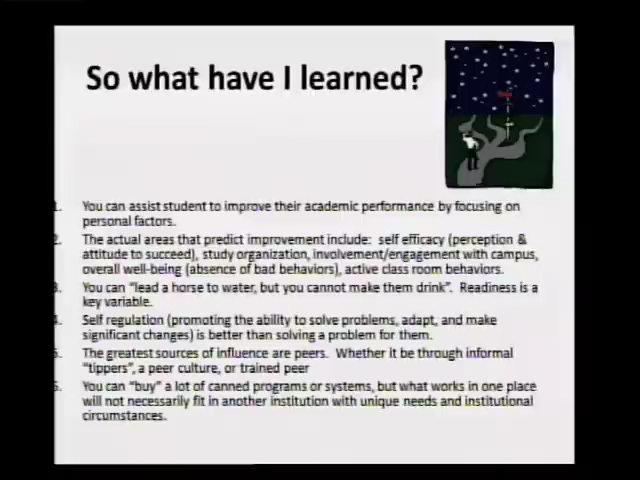 So what have I learned?
1. You can assist student to improve their academic performance by focusing on
personal factors.
2. The actual areas that predict improvement include: self efficacy (perception &
attitude to succeed), study organization, involvement/engagement with campus,
overall well-being (absence of bad behaviors), active class room behaviors.
3. You can "lead a horse to water, but you cannot make them drink". Readiness is a
key variable.
4. Self regulation (promoting the ability to solve problems, adapt, and make
significant changes) is better than solving a problem for them.
5. The greatest sources of influence are peers. Whether it be through informal
"tippers", a peer culture, or trained peer
6. You can "buy" a lot of canned programs or systems, but what works in one place
will not necessarily fit in another institution with unique needs and institutional
circumstances.